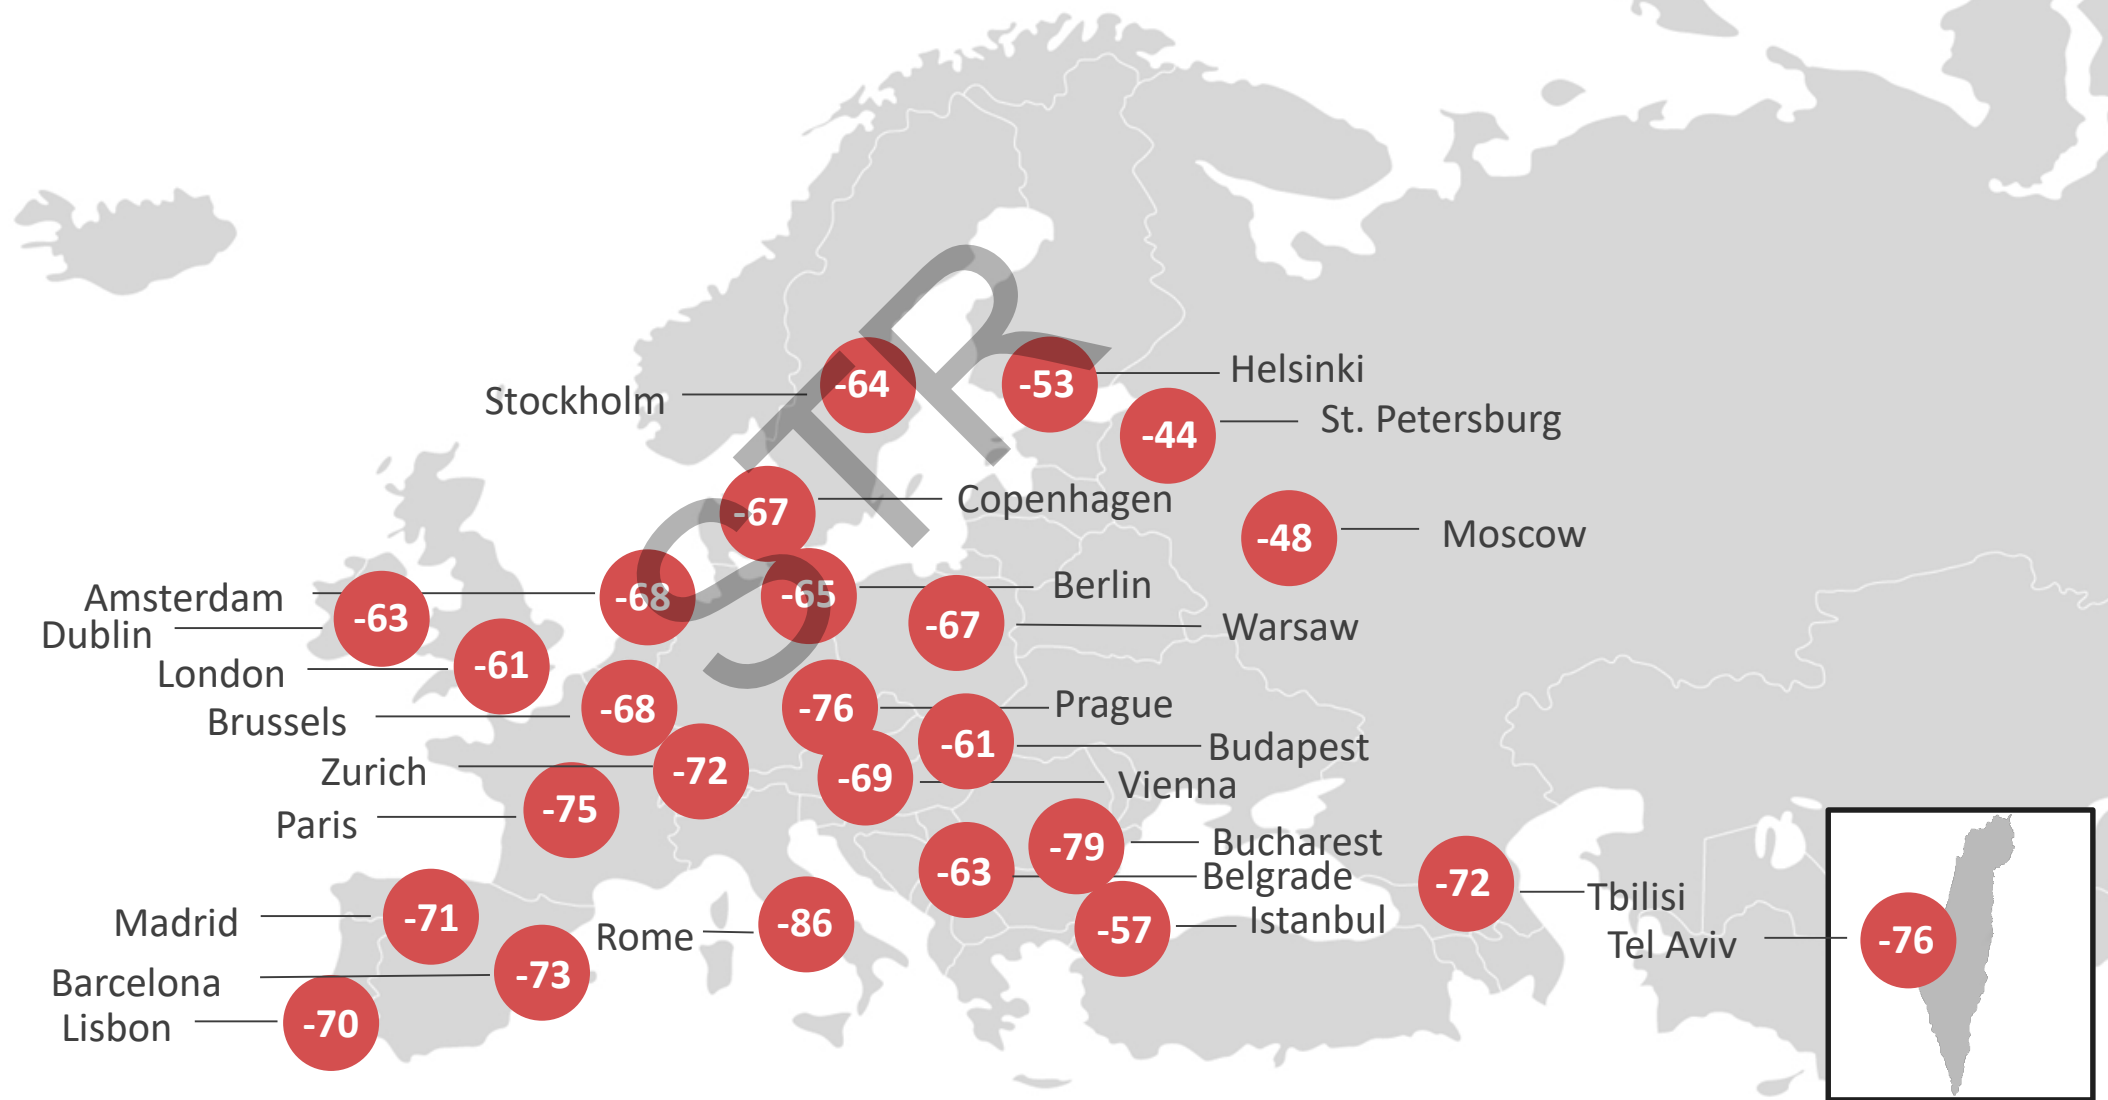 Helsinki
-64
-53
Stockholm
St. Petersburg
-44
Copenhagen
-67
Moscow
-48
Berlin
Amsterdam
-68
-65
-63
Dublin
-67
Warsaw
London
-61
Brussels
-68
-76
Prague
-61
Budapest
Zurich
-72
-69
Vienna
Paris
-75
-79
Bucharest
-63
Belgrade
-72
Tbilisi
Madrid
-71
Rome
-86
-57
Istanbul
Tel Aviv
-76
Barcelona
-73
Lisbon
-70
STR